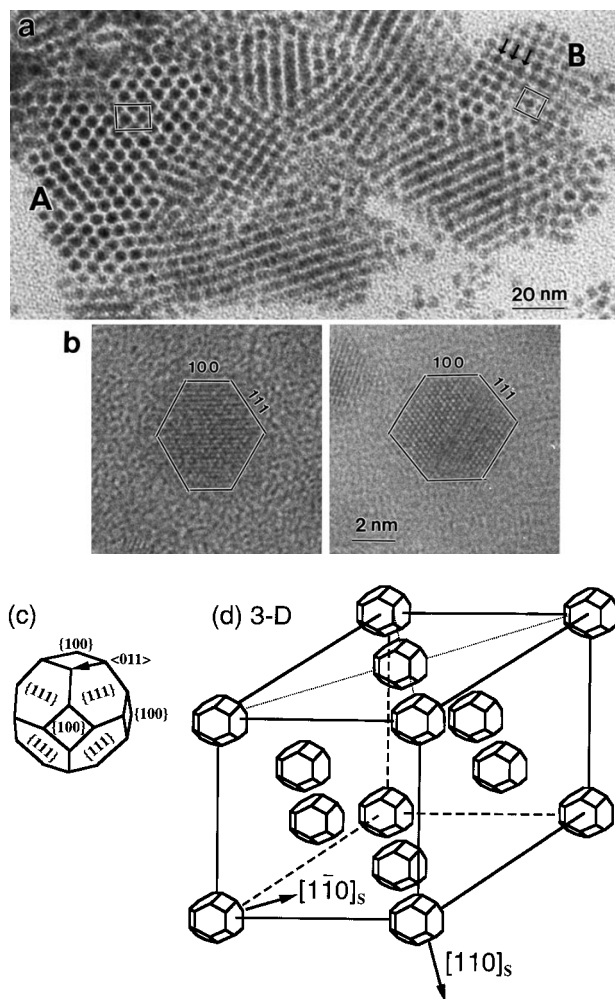 a
B
A
20 nm
b
100
111
100
111
2 nm
(c)
{100}
<011>
{111}
{111}
{100}
{100}
{111}
{111}
(d) 3-D
[11̄0]s
[110]s